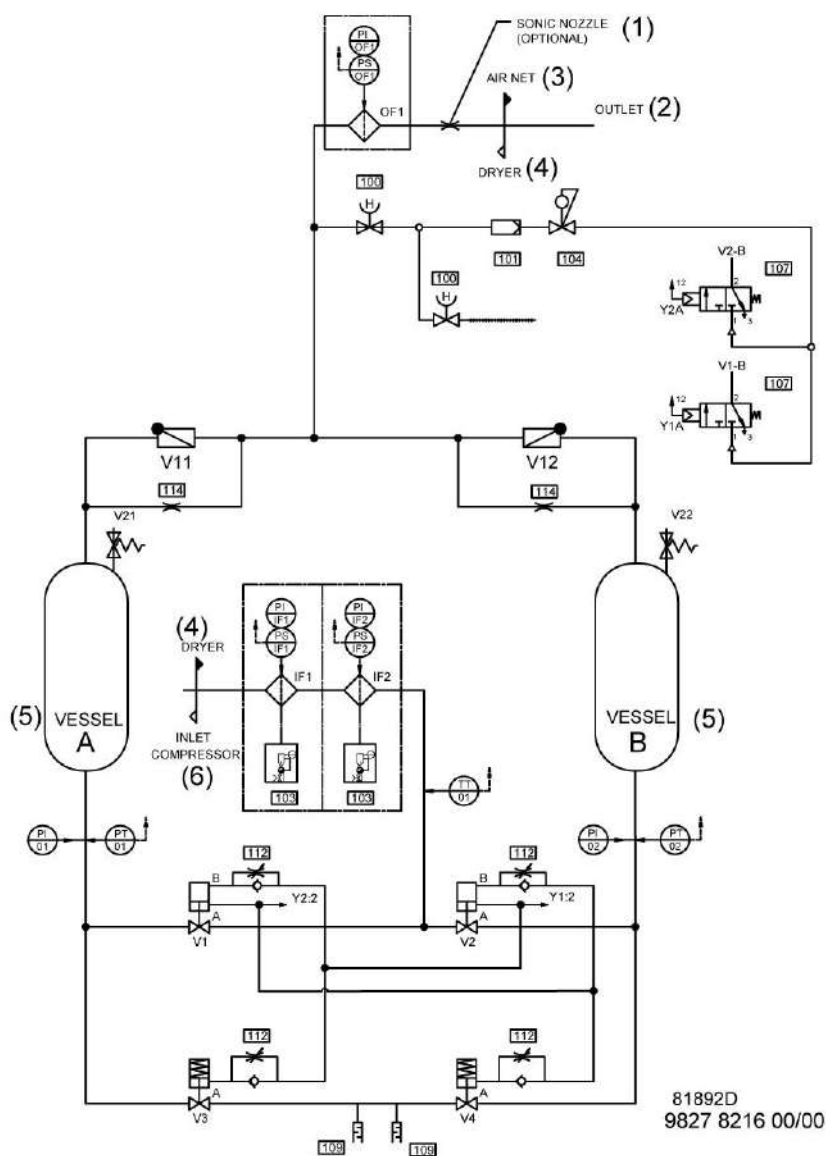 SONIC NOZZLE (1)
(OPTIONAL)
PI
OF1
PS
OF1
OF1
AIR NET (3)
OUTLET (2)
DRYER (4)
100
H
101
104
100
H
V2-B
107
12
2
Y2A
1
3
V1-B
107
12
2
Y1A
1
3
V11
V12
114
114
V21
V22
PI
IF1
PS
IF1
IF1
PI
IF2
PS
IF2
IF2
(4)
DRYER
INLET
COMPRESSOR
(6)
103
103
(5)
VESSEL
A
VESSEL
B
(5)
TT
01
PI
01
PT
01
PI
02
PT
02
112
B
Y2:2
A
V1
112
B
Y1:2
A
V2
112
A
V3
112
A
V4
109
109
81892D
9827 8216 00/00